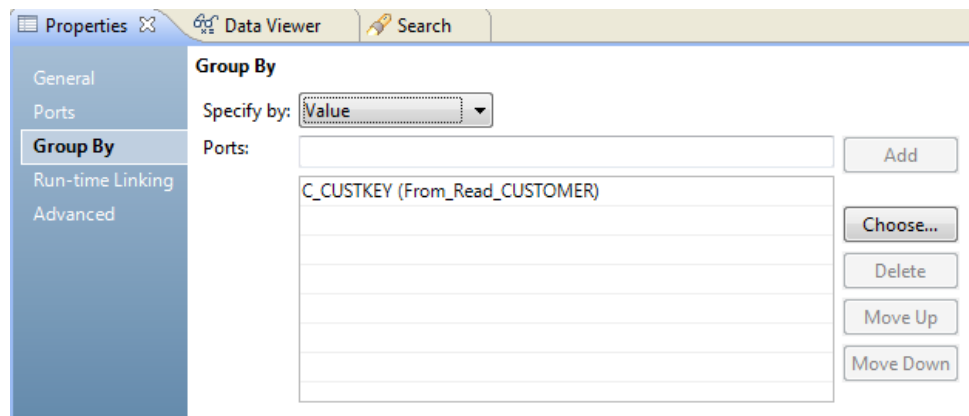 Properties Data Viewer Search
Group By
General
Specify by: Value
Ports
Group By
Ports: Add
Run-time Linking
C_CUSTKEY (From_Read_CUSTOMER)
Advanced
Choose...
Delete
Move Up
Move Down